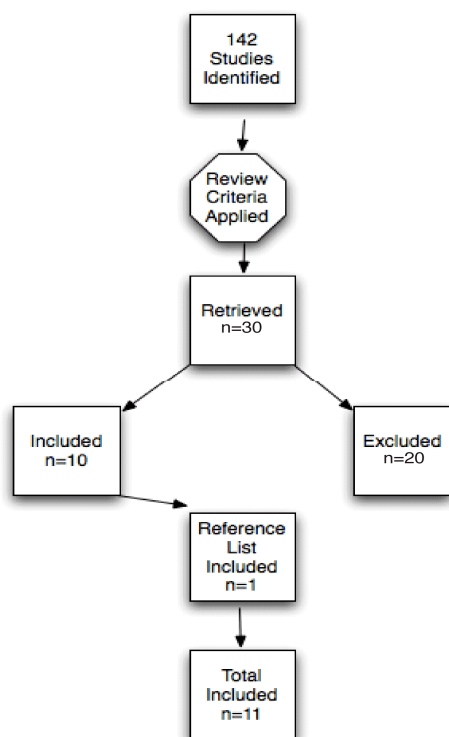 142
Studies
Identified
Review
Criteria
Applied
Retrieved
n=30
Included
n=10
Excluded
n=20
Reference
List
Included
n=1
Total
Included
n=11